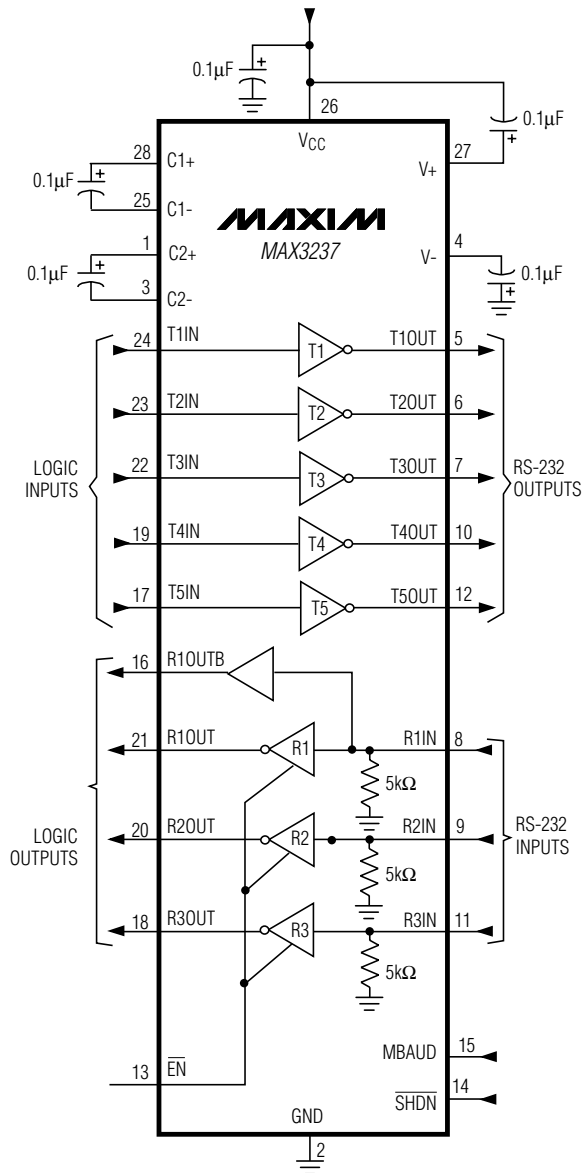 0.1µF
+
26
+
0.1µF
VCC
28
C1+
V+
27
0.1µF
+
25
C1-
MAXIM
MAX3237
1
C2+
V-
4
0.1µF
+
3
C2-
+
0.1µF
24
T1IN
T1
T1OUT
5
23
T2IN
T2
T2OUT
6
LOGIC
INPUTS
22
T3IN
T3
T3OUT
7
RS-232
OUTPUTS
19
T4IN
T4
T4OUT
10
17
T5IN
T5
T5OUT
12
16
R1OUTB
21
R1OUT
R1
R1IN
8
5kΩ
LOGIC
OUTPUTS
20
R2OUT
R2
R2IN
9
RS-232
INPUTS
5kΩ
18
R3OUT
R3
R3IN
11
5kΩ
MBAUD
15
13
EN
SHDN
14
GND
2